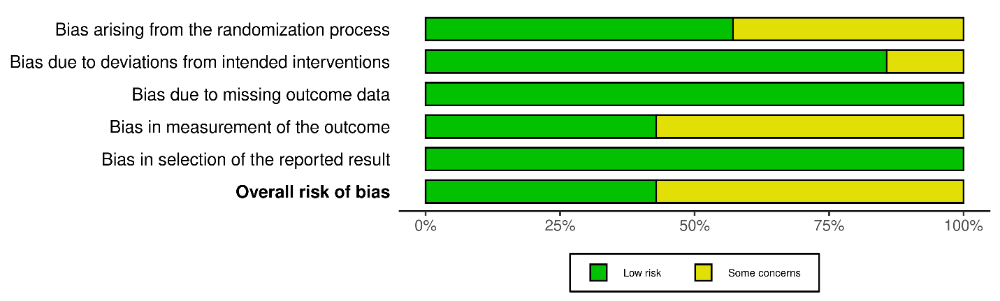 Bias arising from the randomization process
Bias due to deviations from intended interventions
Bias due to missing outcome data
Bias in measurement of the outcome
Bias in selection of the reported result
Overall risk of bias
0% 25% 50% 75% 100%
Low risk Some concerns